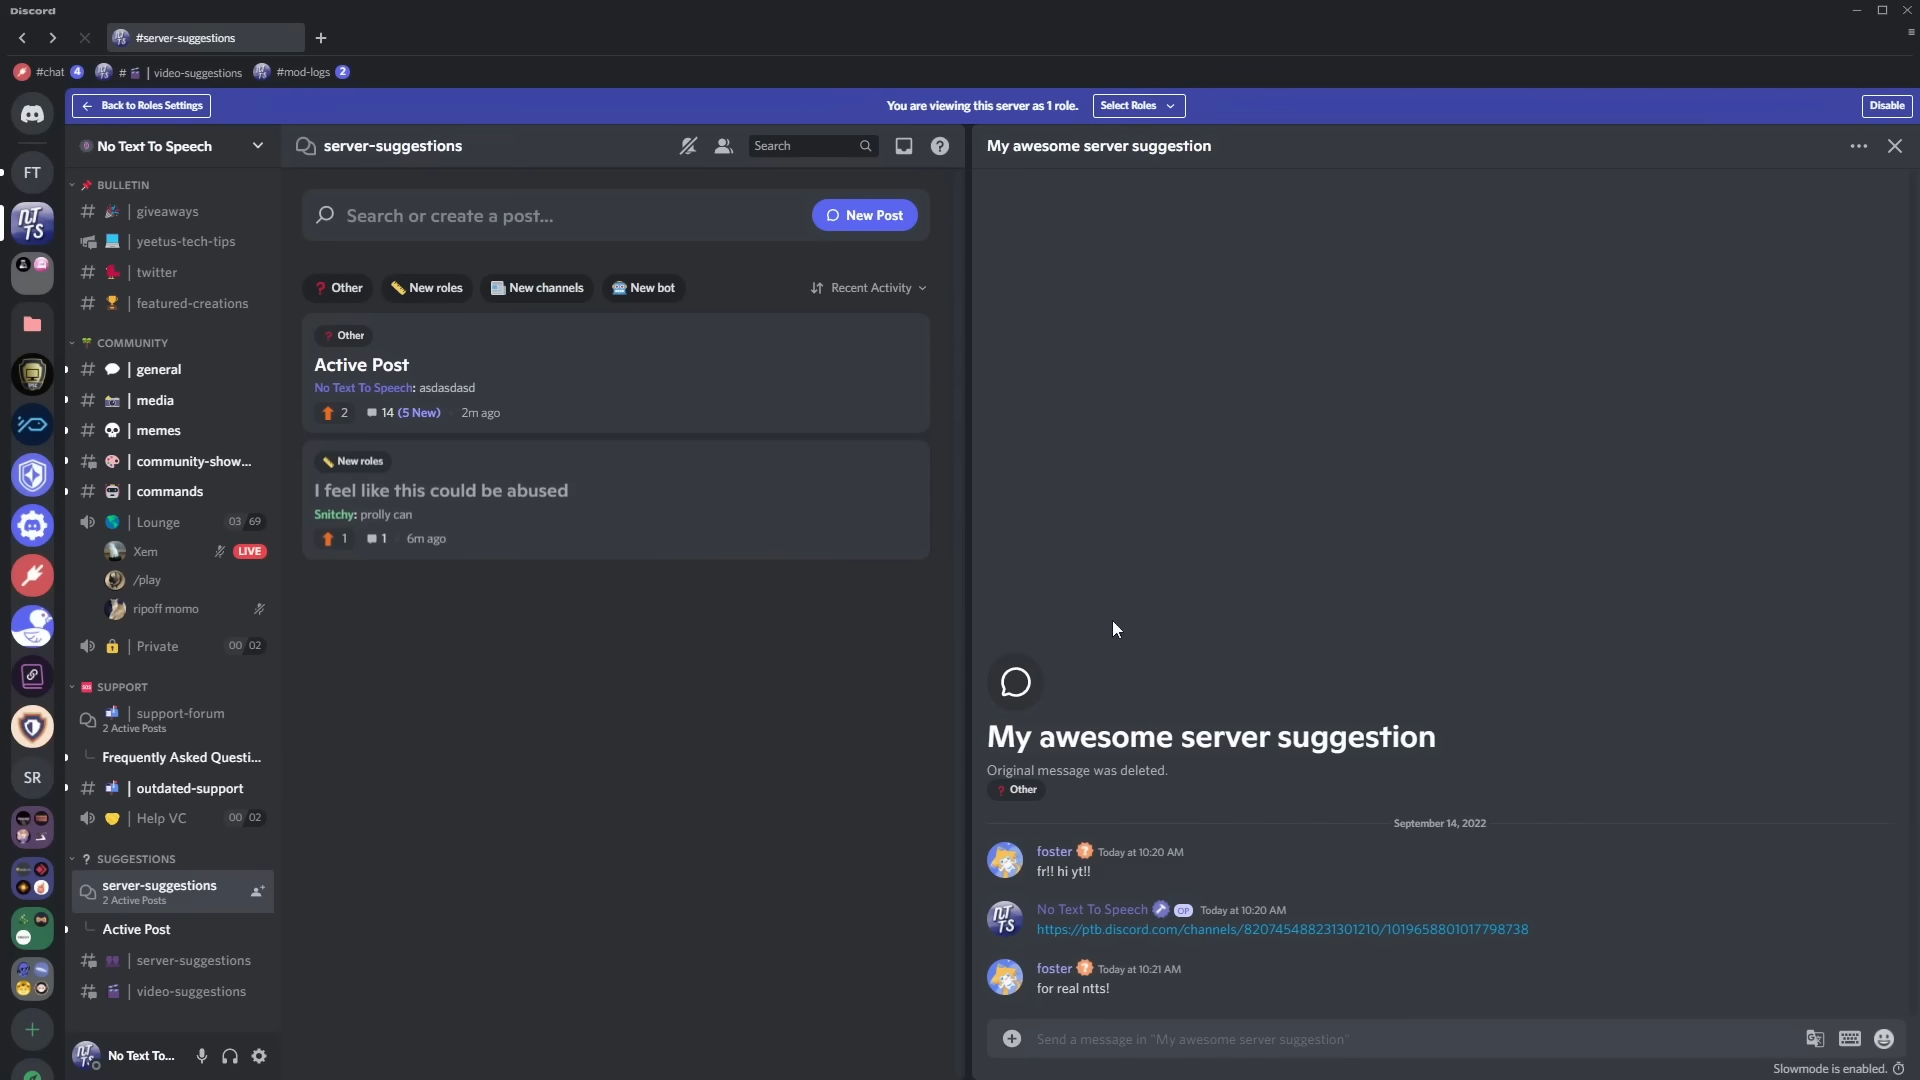 Discord
#server-suggestions
#chat 4
# | video-suggestions
#mod-logs 2
Back to Roles Settings
You are viewing this server as 1 role.
Select Roles
Disable
FT
NTTS
SR
No Text To Speech
BULLETIN
| giveaways
| yeetus-tech-tips
| twitter
| featured-creations
COMMUNITY
| general
| media
| memes
| community-show...
| commands
| Lounge 03 69
Xem LIVE
/play
ripoff momo
| Private 00 02
SOS SUPPORT
| support-forum
2 Active Posts
Frequently Asked Questi...
| outdated-support
| Help VC 00 02
? SUGGESTIONS
server-suggestions
2 Active Posts
Active Post
| server-suggestions
| video-suggestions
No Text To...
server-suggestions
Search
Search or create a post...
New Post
Other
New roles
New channels
New bot
Recent Activity
Other
Active Post
No Text To Speech: asdasdasd
2 14 (5 New) 2m ago
New roles
I feel like this could be abused
Snitchy: prolly can
1 1 6m ago
My awesome server suggestion
My awesome server suggestion
Original message was deleted.
Other
September 14, 2022
foster Today at 10:20 AM
fr!! hi yt!!
No Text To Speech OP Today at 10:20 AM
https://ptb.discord.com/channels/820745488231301210/1019658801017798738
foster Today at 10:21 AM
for real ntts!
Send a message in "My awesome server suggestion"
Slowmode is enabled.